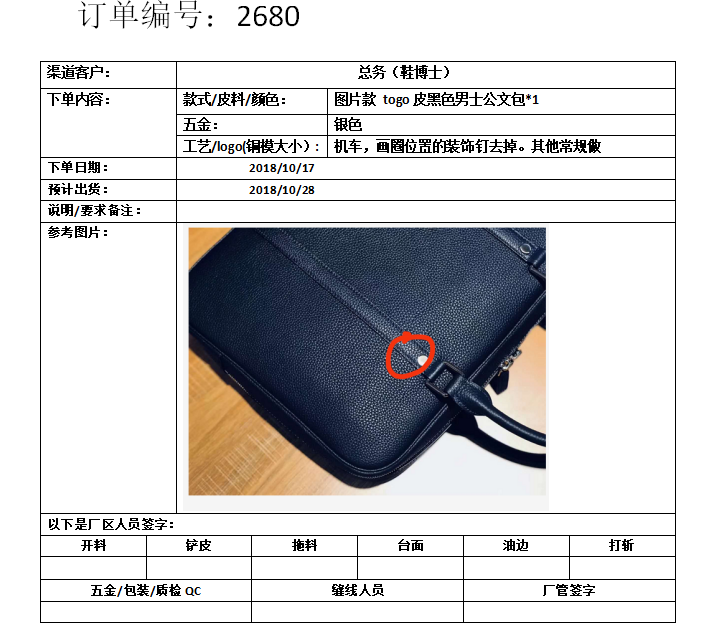 订单编号：2680
渠道客户： 总务（鞋博士）
下单内容： 款式/皮料/颜色： 图片款 togo 皮黑色男士公文包*1
五金： 银色
工艺/logo(铜模大小)： 机车，画圈位置的装饰钉去掉。其他常规做
下单日期： 2018/10/17
预计出货： 2018/10/28
说明/要求备注：
参考图片：
以下是厂区人员签字：
开料 铲皮 拖料 台面 油边 打斩
五金/包装/质检 QC 缝线人员 厂管签字